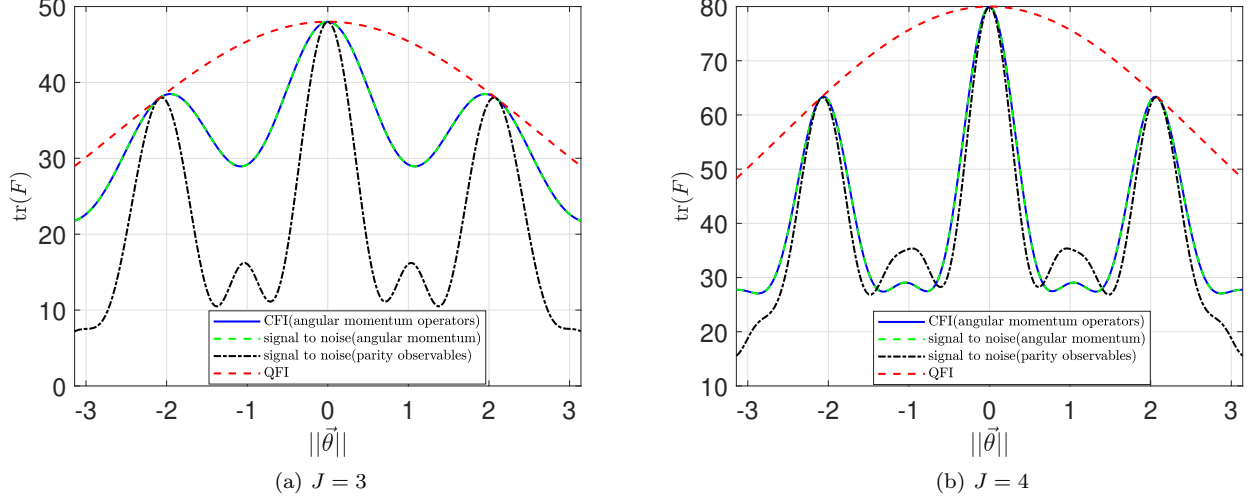 50
40
30
20
10
0
tr(F)
-3 -2 -1 0 1 2 3
||θ⃗||
CFI(angular momentum operators)
signal to noise(angular momentum)
signal to noise(parity observables)
QFI
(a) J = 3
80
70
60
50
40
30
20
10
tr(F)
-3 -2 -1 0 1 2 3
||θ⃗||
CFI(angular momentum operators)
signal to noise(angular momentum)
signal to noise(parity observables)
QFI
(b) J = 4